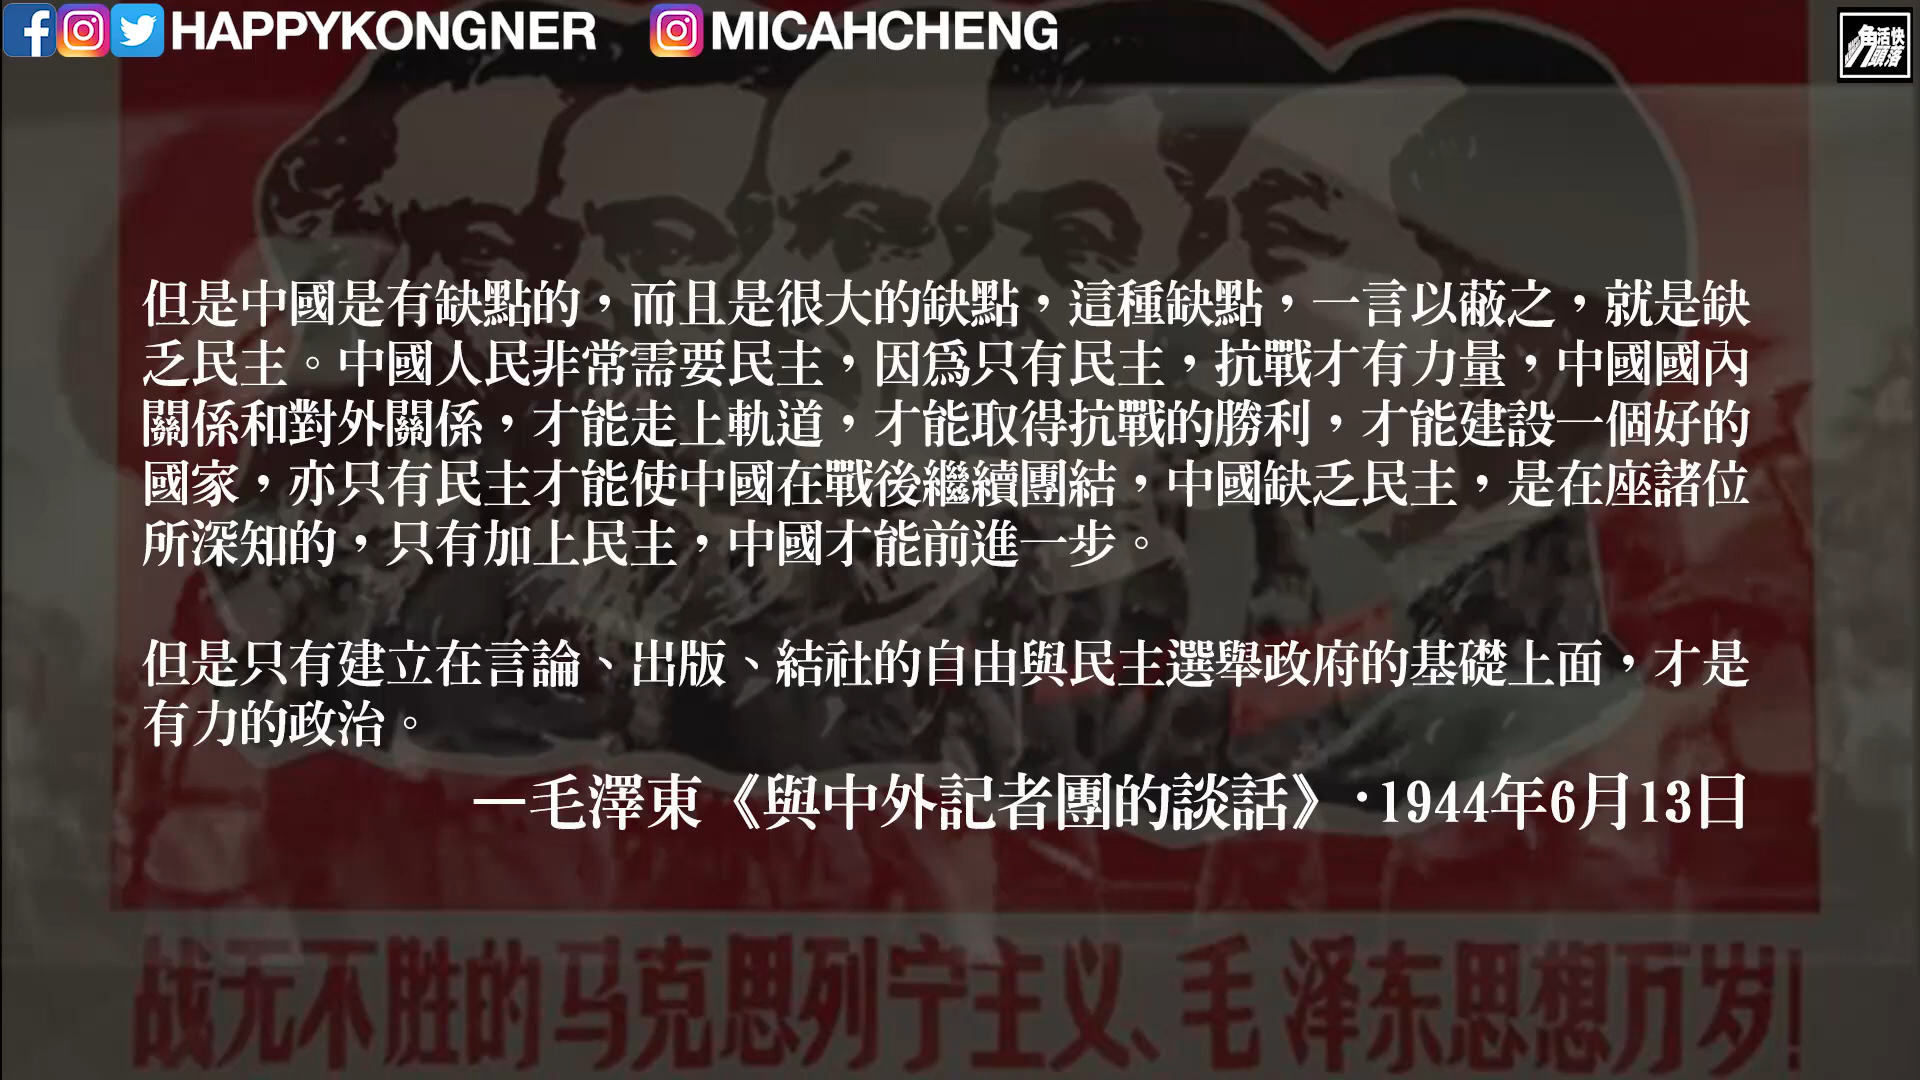 HAPPYKONGNER MICAHCHENG
快活角落頭
但是中國是有缺點的，而且是很大的缺點，這種缺點，一言以蔽之，就是缺
乏民主。中國人民非常需要民主，因為只有民主，抗戰才有力量，中國國內
關係和對外關係，才能走上軌道，才能取得抗戰的勝利，才能建設一個好的
國家，亦只有民主才能使中國在戰後繼續團結，中國缺乏民主，是在座諸位
所深知的，只有加上民主，中國才能前進一步。
但是只有建立在言論、出版、結社的自由與民主選舉政府的基礎上面，才是
有力的政治。
—毛澤東《與中外記者團的談話》·1944年6月13日
战无不胜的马克思列宁主义、毛泽东思想万岁!